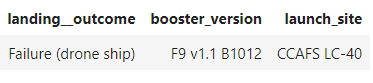 landing__outcome booster_version launch_site
Failure (drone ship) F9 v1.1 B1012 CCAFS LC-40